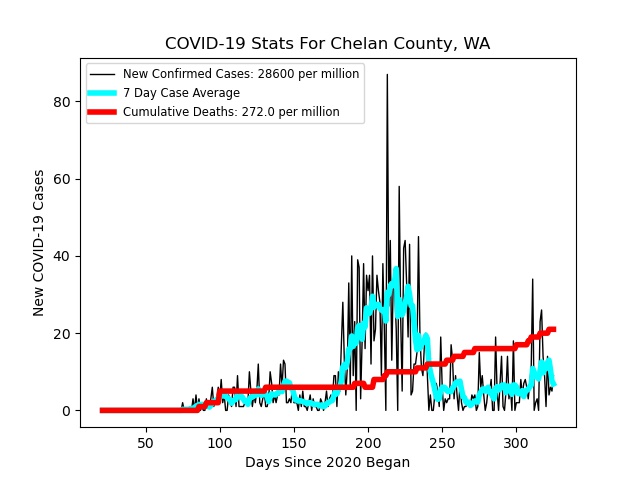 COVID-19 Stats For Chelan County, WA
New Confirmed Cases: 28600 per million
7 Day Case Average
Cumulative Deaths: 272.0 per million
New COVID-19 Cases
80
60
40
20
0
50 100 150 200 250 300
Days Since 2020 Began